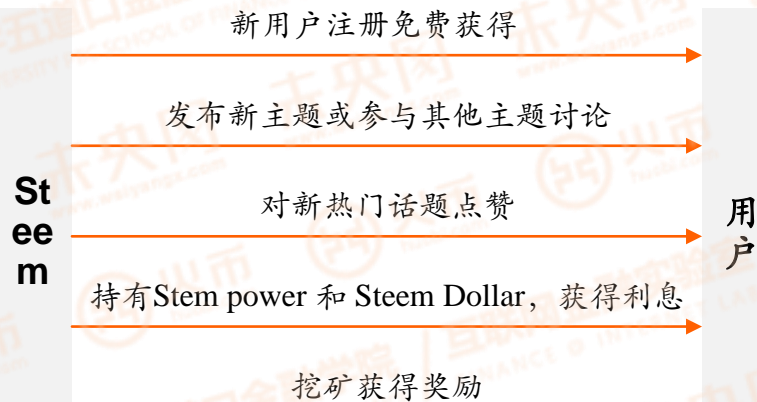 新用户注册免费获得
发布新主题或参与其他主题讨论
St
ee
m
对新热门话题点赞
用
户
持有Stem power 和 Steem Dollar，获得利息
挖矿获得奖励